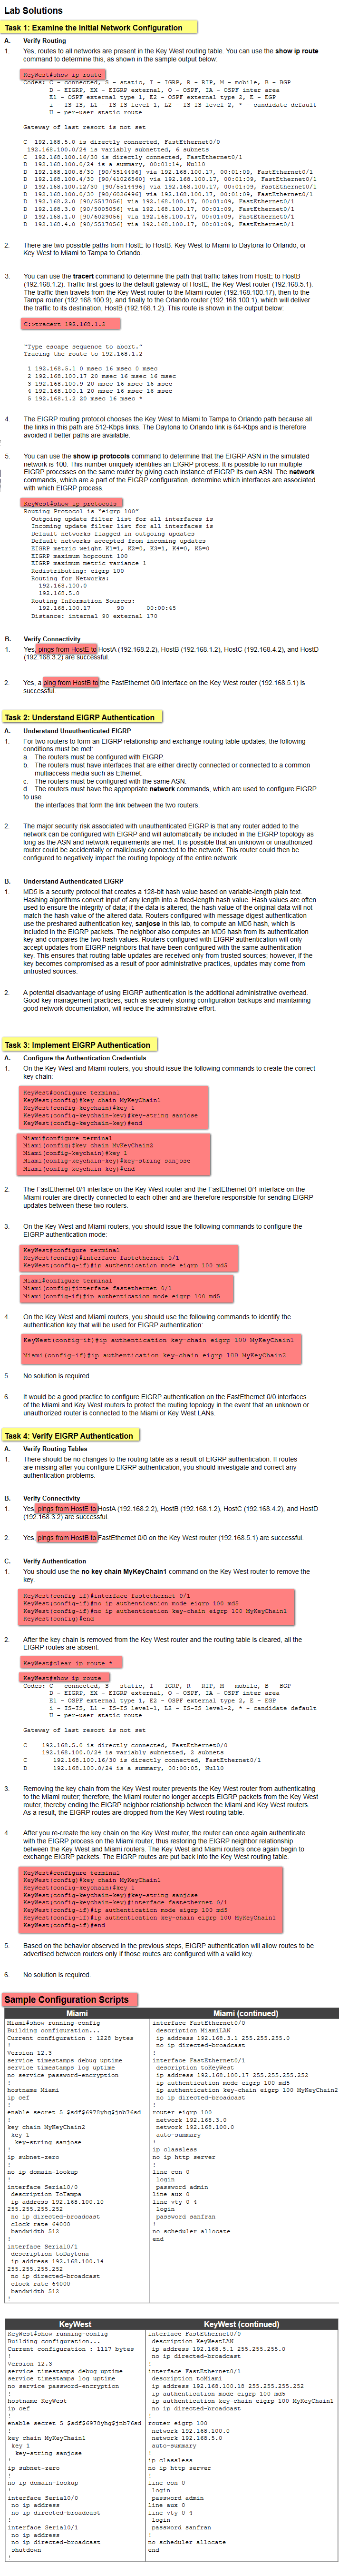 Lab Solutions
Task 1: Examine the Initial Network Configuration
A. Verify Routing
1. Yes, routes to all networks are present in the Key West routing table. You can use the show ip route
command to determine this, as shown in the sample output below:
KeyWest#show ip route
Codes: C - connected, S - static, I - IGRP, R - RIP, M - mobile, B - BGP
D - EIGRP, EX - EIGRP external, O - OSPF, IA - OSPF inter area
E1 - OSPF external type 1, E2 - OSPF external type 2, E - EGP
i - IS-IS, L1 - IS-IS level-1, L2 - IS-IS level-2, * - candidate default
U - per-user static route
Gateway of last resort is not set
C 192.168.5.0 is directly connected, FastEthernet0/0
192.168.100.0/24 is variably subnetted, 6 subnets
C 192.168.100.16/30 is directly connected, FastEthernet0/1
D 192.168.100.0/24 is a summary, 00:01:14, Null0
D 192.168.100.8/30 [90/5514496] via 192.168.100.17, 00:01:09, FastEthernet0/1
D 192.168.100.4/30 [90/41026560] via 192.168.100.17, 00:01:09, FastEthernet0/1
D 192.168.100.12/30 [90/5514496] via 192.168.100.17, 00:01:09, FastEthernet0/1
D 192.168.100.0/30 [90/6026496] via 192.168.100.17, 00:01:09, FastEthernet0/1
D 192.168.2.0 [90/5517056] via 192.168.100.17, 00:01:09, FastEthernet0/1
D 192.168.3.0 [90/5005056] via 192.168.100.17, 00:01:09, FastEthernet0/1
D 192.168.1.0 [90/6029056] via 192.168.100.17, 00:01:09, FastEthernet0/1
D 192.168.4.0 [90/5517056] via 192.168.100.17, 00:01:09, FastEthernet0/1
2. There are two possible paths from HostE to HostB: Key West to Miami to Daytona to Orlando, or
Key West to Miami to Tampa to Orlando.
3. You can use the tracert command to determine the path that traffic takes from HostE to HostB
(192.168.1.2). Traffic first goes to the default gateway of HostE, the Key West router (192.168.5.1).
The traffic then travels from the Key West router to the Miami router (192.168.100.17), then to the
Tampa router (192.168.100.9), and finally to the Orlando router (192.168.100.1), which will deliver
the traffic to its destination, HostB (192.168.1.2). This route is shown in the output below:
C:\>tracert 192.168.1.2
"Type escape sequence to abort."
Tracing the route to 192.168.1.2
1 192.168.5.1 0 msec 16 msec 0 msec
2 192.168.100.17 20 msec 16 msec 16 msec
3 192.168.100.9 20 msec 16 msec 16 msec
4 192.168.100.1 20 msec 16 msec 16 msec
5 192.168.1.2 20 msec 16 msec *
4. The EIGRP routing protocol chooses the Key West to Miami to Tampa to Orlando path because all
the links in this path are 512-Kbps links. The Daytona to Orlando link is 64-Kbps and is therefore
avoided if better paths are available.
5. You can use the show ip protocols command to determine that the EIGRP ASN in the simulated
network is 100. This number uniquely identifies an EIGRP process. It is possible to run multiple
EIGRP processes on the same router by giving each instance of EIGRP its own ASN. The network
commands, which are a part of the EIGRP configuration, determine which interfaces are associated
with which EIGRP process.
KeyWest#show ip protocols
Routing Protocol is "eigrp 100"
Outgoing update filter list for all interfaces is
Incoming update filter list for all interfaces is
Default networks flagged in outgoing updates
Default networks accepted from incoming updates
EIGRP metric weight K1=1, K2=0, K3=1, K4=0, K5=0
EIGRP maximum hopcount 100
EIGRP maximum metric variance 1
Redistributing: eigrp 100
Routing for Networks:
192.168.100.0
192.168.5.0
Routing Information Sources:
192.168.100.17 90 00:00:45
Distance: internal 90 external 170
B. Verify Connectivity
1. Yes, pings from HostE to HostA (192.168.2.2), HostB (192.168.1.2), HostC (192.168.4.2), and HostD
(192.168.3.2) are successful.
2. Yes, a ping from HostB to the FastEthernet 0/0 interface on the Key West router (192.168.5.1) is
successful.
Task 2: Understand EIGRP Authentication
A. Understand Unauthenticated EIGRP
1. For two routers to form an EIGRP relationship and exchange routing table updates, the following
conditions must be met:
a. The routers must be configured with EIGRP.
b. The routers must have interfaces that are either directly connected or connected to a common
multiaccess media such as Ethernet.
c. The routers must be configured with the same ASN.
d. The routers must have the appropriate network commands, which are used to configure EIGRP
to use
the interfaces that form the link between the two routers.
2. The major security risk associated with unauthenticated EIGRP is that any router added to the
network can be configured with EIGRP and will automatically be included in the EIGRP topology as
long as the ASN and network requirements are met. It is possible that an unknown or unauthorized
router could be accidentally or maliciously connected to the network. This router could then be
configured to negatively impact the routing topology of the entire network.
B. Understand Authenticated EIGRP
1. MD5 is a security protocol that creates a 128-bit hash value based on variable-length plain text.
Hashing algorithms convert input of any length into a fixed-length hash value. Hash values are often
used to ensure the integrity of data; if the data is altered, the hash value of the original data will not
match the hash value of the altered data. Routers configured with message digest authentication
use the preshared authentication key, sanjose in this lab, to compute an MD5 hash, which is
included in the EIGRP packets. The neighbor also computes an MD5 hash from its authentication
key and compares the two hash values. Routers configured with EIGRP authentication will only
accept updates from EIGRP neighbors that have been configured with the same authentication
key. This ensures that routing table updates are received only from trusted sources; however, if the
key becomes compromised as a result of poor administrative practices, updates may come from
untrusted sources.
2. A potential disadvantage of using EIGRP authentication is the additional administrative overhead.
Good key management practices, such as securely storing configuration backups and maintaining
good network documentation, will reduce the administrative effort.
Task 3: Implement EIGRP Authentication
A. Configure the Authentication Credentials
1. On the Key West and Miami routers, you should issue the following commands to create the correct
key chain:
KeyWest#configure terminal
KeyWest(config)#key chain MyKeyChain1
KeyWest(config-keychain)#key 1
KeyWest(config-keychain-key)#key-string sanjose
KeyWest(config-keychain-key)#end
Miami#configure terminal
Miami(config)#key chain MyKeyChain2
Miami(config-keychain)#key 1
Miami(config-keychain-key)#key-string sanjose
Miami(config-keychain-key)#end
2. The FastEthernet 0/1 interface on the Key West router and the FastEthernet 0/1 interface on the
Miami router are directly connected to each other and are therefore responsible for sending EIGRP
updates between these two routers.
3. On the Key West and Miami routers, you should issue the following commands to configure the
EIGRP authentication mode:
KeyWest#configure terminal
KeyWest(config)#interface fastethernet 0/1
KeyWest(config-if)#ip authentication mode eigrp 100 md5
Miami#configure terminal
Miami(config)#interface fastethernet 0/1
Miami(config-if)#ip authentication mode eigrp 100 md5
4. On the Key West and Miami routers, you should use the following commands to identify the
authentication key that will be used for EIGRP authentication:
KeyWest(config-if)#ip authentication key-chain eigrp 100 MyKeyChain1
Miami(config-if)#ip authentication key-chain eigrp 100 MyKeyChain2
5. No solution is required.
6. It would be a good practice to configure EIGRP authentication on the FastEthernet 0/0 interfaces
of the Miami and Key West routers to protect the routing topology in the event that an unknown or
unauthorized router is connected to the Miami or Key West LANs.
Task 4: Verify EIGRP Authentication
A. Verify Routing Tables
1. There should be no changes to the routing table as a result of EIGRP authentication. If routes
are missing after you configure EIGRP authentication, you should investigate and correct any
authentication problems.
B. Verify Connectivity
1. Yes, pings from HostE to HostA (192.168.2.2), HostB (192.168.1.2), HostC (192.168.4.2), and HostD
(192.168.3.2) are successful.
2. Yes, pings from HostB to FastEthernet 0/0 on the Key West router (192.168.5.1) are successful.
C. Verify Authentication
1. You should use the no key chain MyKeyChain1 command on the Key West router to remove the
key.
KeyWest(config-if)#interface fastethernet 0/1
KeyWest(config-if)#no ip authentication mode eigrp 100 md5
KeyWest(config-if)#no ip authentication key-chain eigrp 100 MyKeyChain1
KeyWest(config)#end
2. After the key chain is removed from the Key West router and the routing table is cleared, all the
EIGRP routes are absent.
KeyWest#clear ip route *
KeyWest#show ip route
Codes: C - connected, S - static, I - IGRP, R - RIP, M - mobile, B - BGP
D - EIGRP, EX - EIGRP external, O - OSPF, IA - OSPF inter area
E1 - OSPF external type 1, E2 - OSPF external type 2, E - EGP
i - IS-IS, L1 - IS-IS level-1, L2 - IS-IS level-2, * - candidate default
U - per-user static route
Gateway of last resort is not set
C 192.168.5.0 is directly connected, FastEthernet0/0
192.168.100.0/24 is variably subnetted, 2 subnets
C 192.168.100.16/30 is directly connected, FastEthernet0/1
D 192.168.100.0/24 is a summary, 00:00:05, Null0
3. Removing the key chain from the Key West router prevents the Key West router from authenticating
to the Miami router; therefore, the Miami router no longer accepts EIGRP packets from the Key West
router, thereby ending the EIGRP neighbor relationship between the Miami and Key West routers.
As a result, the EIGRP routes are dropped from the Key West routing table.
4. After you re-create the key chain on the Key West router, the router can once again authenticate
with the EIGRP process on the Miami router, thus restoring the EIGRP neighbor relationship
between the Key West and Miami routers. The Key West and Miami routers once again begin to
exchange EIGRP packets. The EIGRP routes are put back into the Key West routing table.
KeyWest#configure terminal
KeyWest(config)#key chain MyKeyChain1
KeyWest(config-keychain)#key 1
KeyWest(config-keychain-key)#key-string sanjose
KeyWest(config-keychain-key)#interface fastethernet 0/1
KeyWest(config-if)#ip authentication mode eigrp 100 md5
KeyWest(config-if)#ip authentication key-chain eigrp 100 MyKeyChain1
KeyWest(config-if)#end
5. Based on the behavior observed in the previous steps, EIGRP authentication will allow routes to be
advertised between routers only if those routes are configured with a valid key.
6. No solution is required.
Sample Configuration Scripts
Miami
Miami#show running-config
Building configuration...
Current configuration : 1228 bytes
!
Version 12.3
service timestamps debug uptime
service timestamps log uptime
no service password-encryption
!
hostname Miami
ip cef
!
enable secret 5 $sdf$6978yhg$jnb76sd
!
key chain MyKeyChain2
key 1
key-string sanjose
!
ip subnet-zero
!
no ip domain-lookup
!
interface Serial0/0
description ToTampa
ip address 192.168.100.10
255.255.255.252
no ip directed-broadcast
clock rate 64000
bandwidth 512
!
interface Serial0/1
description toDaytona
ip address 192.168.100.14
255.255.255.252
no ip directed-broadcast
clock rate 64000
bandwidth 512
!
Miami (continued)
interface FastEthernet0/0
description MiamiLAN
ip address 192.168.3.1 255.255.255.0
no ip directed-broadcast
!
interface FastEthernet0/1
description toKeyWest
ip address 192.168.100.17 255.255.255.252
ip authentication mode eigrp 100 md5
ip authentication key-chain eigrp 100 MyKeyChain2
no ip directed-broadcast
!
router eigrp 100
network 192.168.3.0
network 192.168.100.0
auto-summary
!
ip classless
no ip http server
!
line con 0
login
password admin
line aux 0
line vty 0 4
login
password sanfran
!
no scheduler allocate
end
KeyWest
KeyWest#show running-config
Building configuration...
Current configuration : 1117 bytes
!
Version 12.3
service timestamps debug uptime
service timestamps log uptime
no service password-encryption
!
hostname KeyWest
ip cef
!
enable secret 5 $sdf$6978yhg$jnb76sd
!
key chain MyKeyChain1
key 1
key-string sanjose
!
ip subnet-zero
!
no ip domain-lookup
!
interface Serial0/0
no ip address
no ip directed-broadcast
!
interface Serial0/1
no ip address
no ip directed-broadcast
shutdown
!
KeyWest (continued)
interface FastEthernet0/0
description KeyWestLAN
ip address 192.168.5.1 255.255.255.0
no ip directed-broadcast
!
interface FastEthernet0/1
description toMiami
ip address 192.168.100.18 255.255.255.252
ip authentication mode eigrp 100 md5
ip authentication key-chain eigrp 100 MyKeyChain1
no ip directed-broadcast
!
router eigrp 100
network 192.168.100.0
network 192.168.5.0
auto-summary
!
ip classless
no ip http server
!
line con 0
login
password admin
line aux 0
line vty 0 4
login
password sanfran
!
no scheduler allocate
end